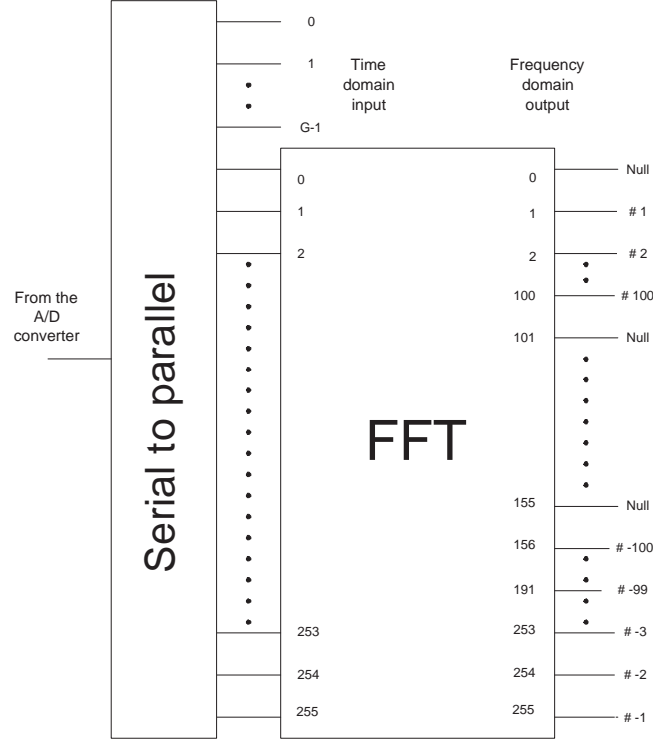 0
1
G-1
Time
domain
input
Frequency
domain
output
From the
A/D
converter
Serial to parallel
FFT
0
1
2
253
254
255
0
1
2
100
101
155
156
191
253
254
255
Null
# 1
# 2
# 100
Null
Null
# -100
# -99
# -3
# -2
# -1